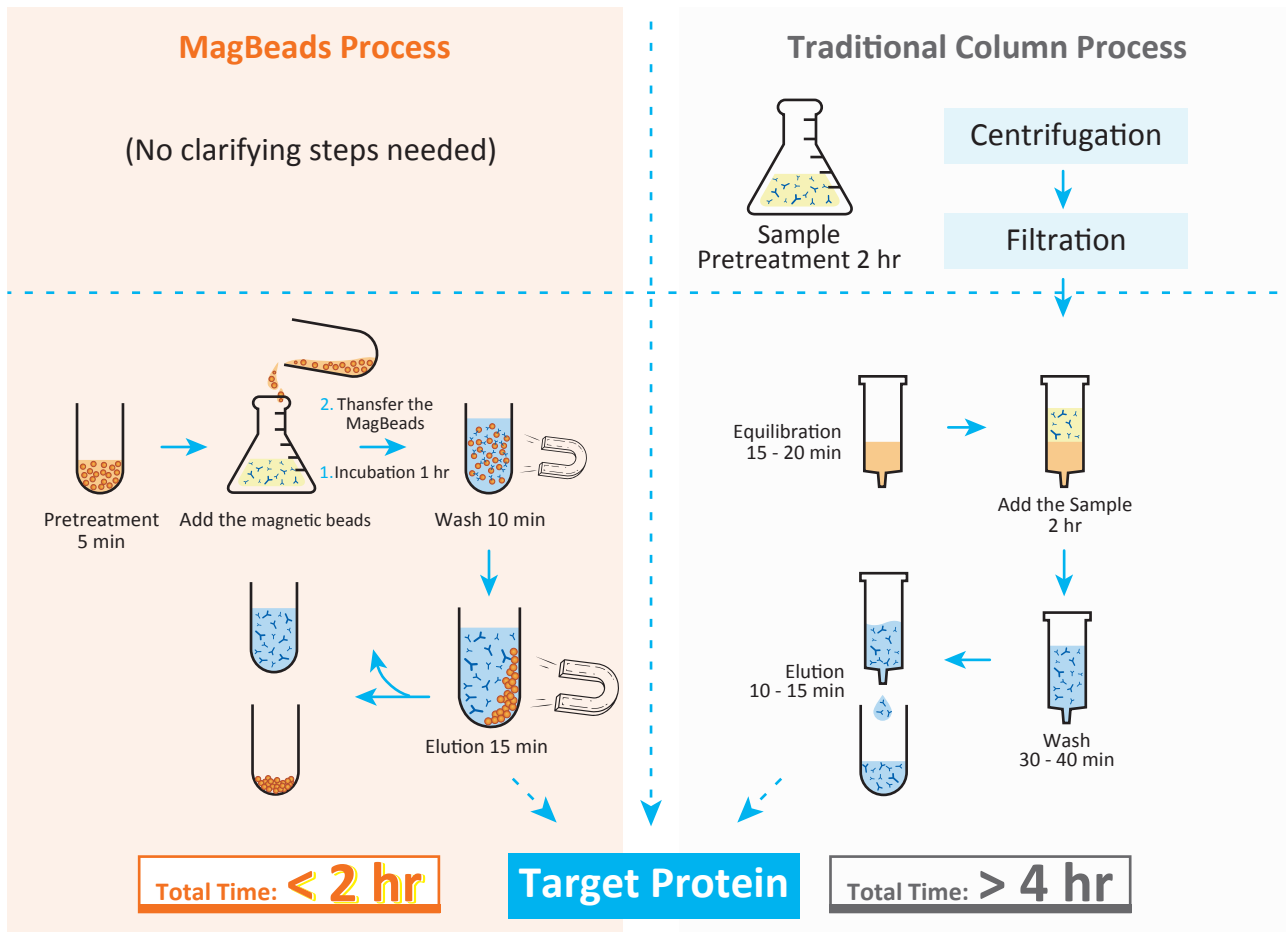 MagBeads Process
(No clarifying steps needed)
Pretreatment
5 min
Add the magnetic beads
2. Thansfer the
MagBeads
1.Incubation 1 hr
Wash 10 min
Elution 15 min
Total Time: < 2 hr
Traditional Column Process
Sample
Pretreatment 2 hr
Centrifugation
Filtration
Equilibration
15 - 20 min
Add the Sample
2 hr
Wash
30 - 40 min
Elution
10 - 15 min
Target Protein
Total Time: > 4 hr